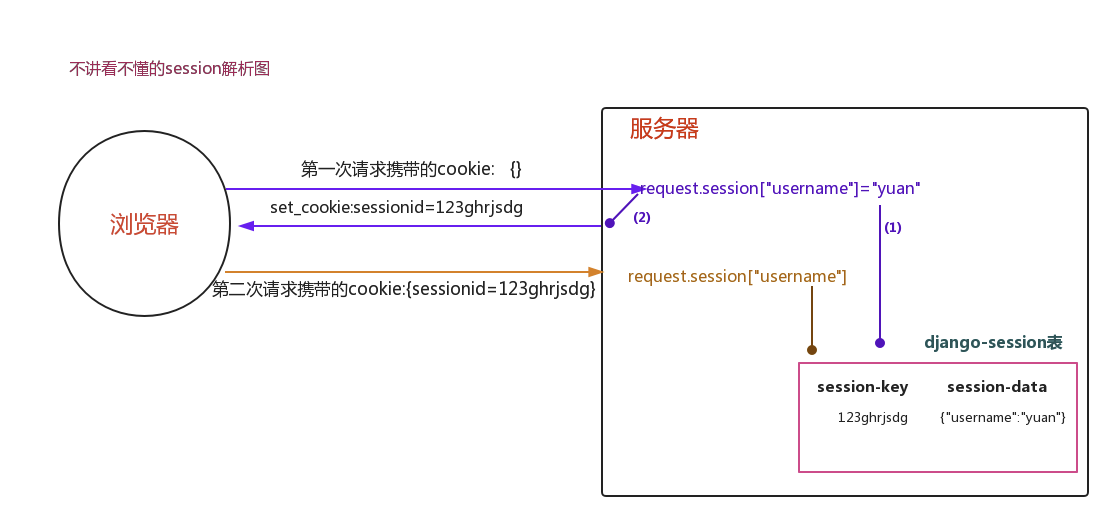 不讲看不懂的session解析图
服务器
第一次请求携带的cookie: {}
request.session["username"]="yuan"
set_cookie:sessionid=123ghrjsdg
(2)
(1)
浏览器
request.session["username"]
第二次请求携带的cookie:{sessionid=123ghrjsdg}
django-session表
session-key session-data
123ghrjsdg {"username":"yuan"}